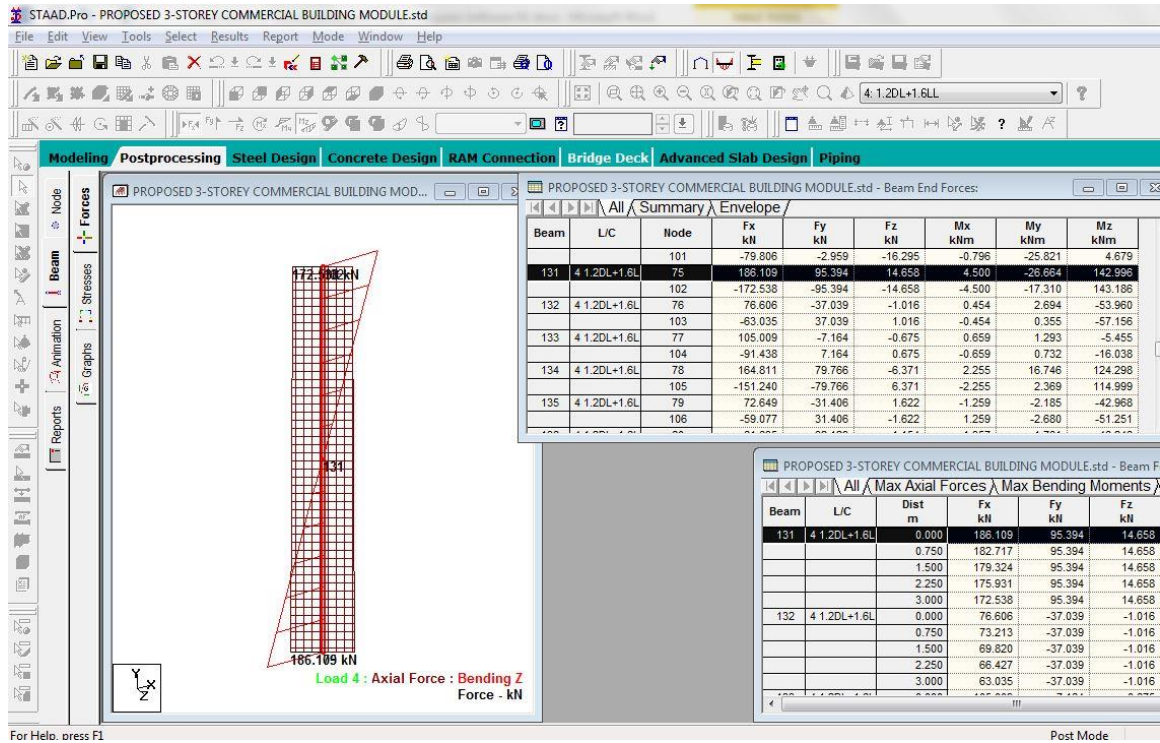 STAAD.Pro - PROPOSED 3-STOREY COMMERCIAL BUILDING MODULE.std
File Edit View Tools Select Results Report Mode Window Help
4: 1.2DL+1.6LL
Modeling Postprocessing Steel Design Concrete Design RAM Connection Bridge Deck Advanced Slab Design Piping
Node
Beam
Animation
Reports
Forces
Stresses
Graphs
PROPOSED 3-STOREY COMMERCIAL BUILDING MOD...
131
186.109 kN
Load 4 : Axial Force : Bending Z
Force - kN
Y
X
Z
PROPOSED 3-STOREY COMMERCIAL BUILDING MODULE.std - Beam End Forces:
All Summary Envelope
Beam L/C Node Fx kN Fy kN Fz kN Mx kNm My kNm Mz kNm
101 -79.806 -2.959 -16.295 -0.796 -25.821 4.679
131 4 1.2DL+1.6L 75 186.109 95.394 14.658 4.500 -26.664 142.996
102 -172.538 -95.394 -14.658 -4.500 -17.310 143.186
132 4 1.2DL+1.6L 76 76.606 -37.039 -1.016 0.454 2.694 -53.960
103 -63.035 37.039 1.016 -0.454 0.355 -57.156
133 4 1.2DL+1.6L 77 105.009 -7.164 -0.675 0.659 1.293 -5.455
104 -91.438 7.164 0.675 -0.659 0.732 -16.038
134 4 1.2DL+1.6L 78 164.811 79.766 -6.371 2.255 16.746 124.298
105 -151.240 -79.766 6.371 -2.255 2.369 114.999
135 4 1.2DL+1.6L 79 72.649 -31.406 1.622 -1.259 -2.185 -42.968
106 -59.077 31.406 -1.622 1.259 -2.680 -51.251
PROPOSED 3-STOREY COMMERCIAL BUILDING MODULE.std - Beam F
All Max Axial Forces Max Bending Moments
Beam L/C Dist m Fx kN Fy kN Fz kN
131 4 1.2DL+1.6L 0.000 186.109 95.394 14.658
0.750 182.717 95.394 14.658
1.500 179.324 95.394 14.658
2.250 175.931 95.394 14.658
3.000 172.538 95.394 14.658
132 4 1.2DL+1.6L 0.000 76.606 -37.039 -1.016
0.750 73.213 -37.039 -1.016
1.500 69.820 -37.039 -1.016
2.250 66.427 -37.039 -1.016
3.000 63.035 -37.039 -1.016
For Help, press F1
Post Mode